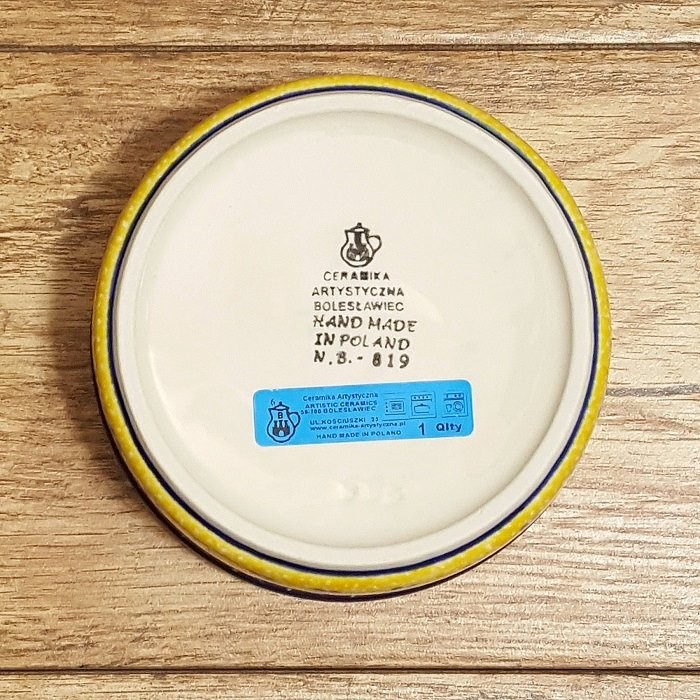 CERAMIKA
ARTYSTYCZNA
BOLESŁAWIEC
HAND MADE
IN POLAND
N.B. - 819
B
Ceramika Artystyczna
ARTISTIC CERAMICS
59-700 BOLESŁAWIEC
UL.KOŚCIUSZKI 23
www.ceramika-artystyczna.pl
HAND MADE IN POLAND
1 Qlty